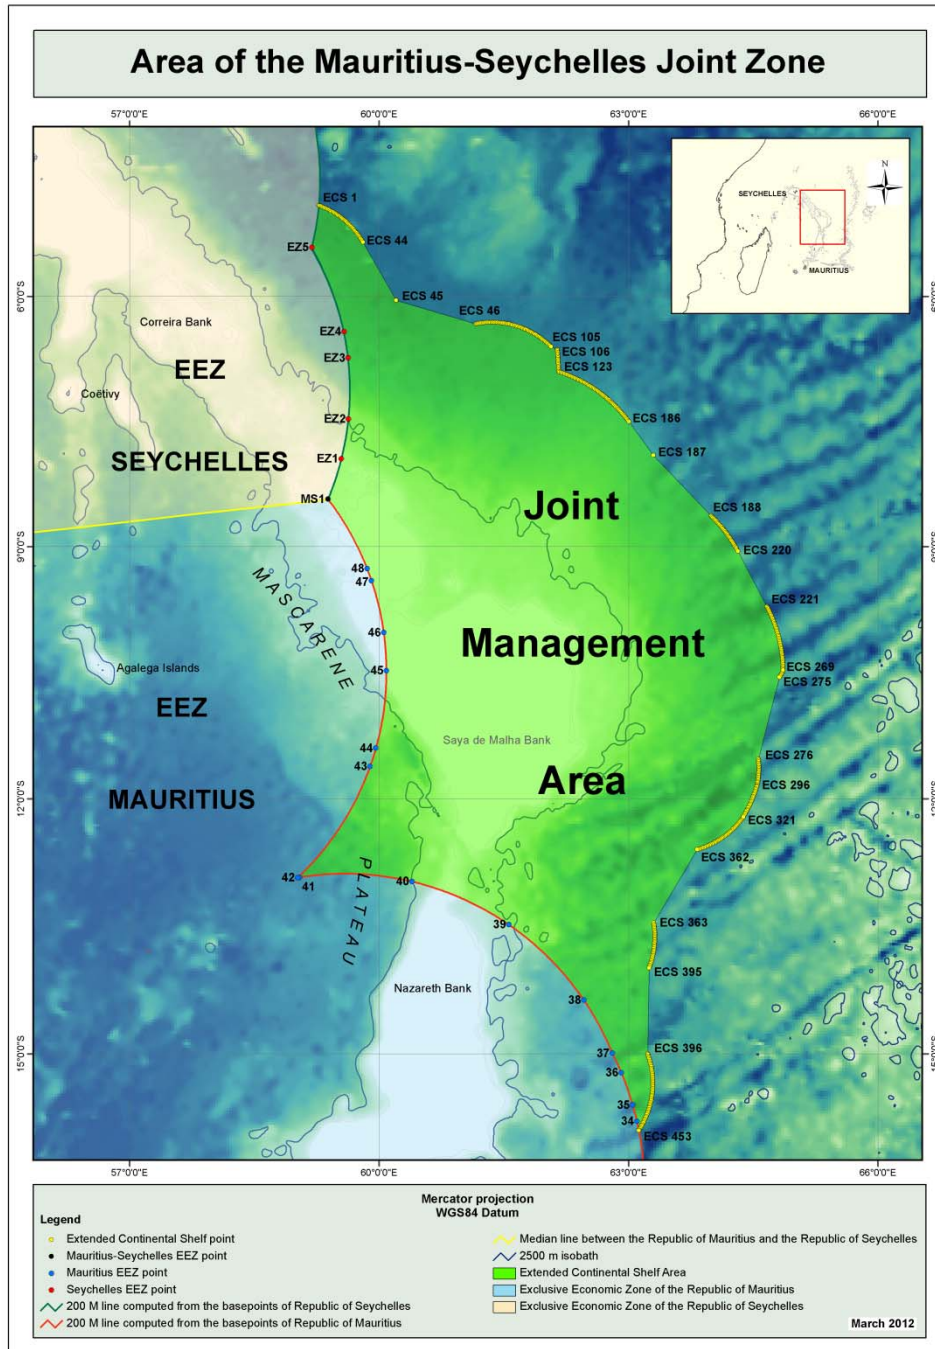 Area of the Mauritius-Seychelles Joint Zone
57°0'0"E 60°0'0"E 63°0'0"E 66°0'0"E
N
SEYCHELLES
MAURITIUS
ECS 1
ECS 44
EZ5
ECS 45
6°0'0"S
ECS 46
Correira Bank
EZ4
ECS 105
ECS 106
EZ3
ECS 123
EEZ
Coëtivy
EZ2
ECS 186
SEYCHELLES
EZ1
ECS 187
MS1
Joint
ECS 188
9°0'0"S 9°0'0"S
ECS 220
48
47
MASCARENE
ECS 221
46
Management
45
Agalega Islands
ECS 269
ECS 275
EEZ
44
Saya de Malha Bank
ECS 276
43
Area
ECS 296
MAURITIUS
12°0'0"S
ECS 321
ECS 362
PLATEAU
42
41
40
39
ECS 363
ECS 395
Nazareth Bank
38
37
ECS 396
15°0'0"S
36
35
34
ECS 453
57°0'0"E 60°0'0"E 63°0'0"E 66°0'0"E
Mercator projection
WGS84 Datum
Legend
Extended Continental Shelf point
Mauritius-Seychelles EEZ point
Mauritius EEZ point
Seychelles EEZ point
200 M line computed from the basepoints of Republic of Seychelles
200 M line computed from the basepoints of Republic of Mauritius
Median line between the Republic of Mauritius and the Republic of Seychelles
2500 m isobath
Extended Continental Shelf Area
Exclusive Economic Zone of the Republic of Mauritius
Exclusive Economic Zone of the Republic of Seychelles
March 2012